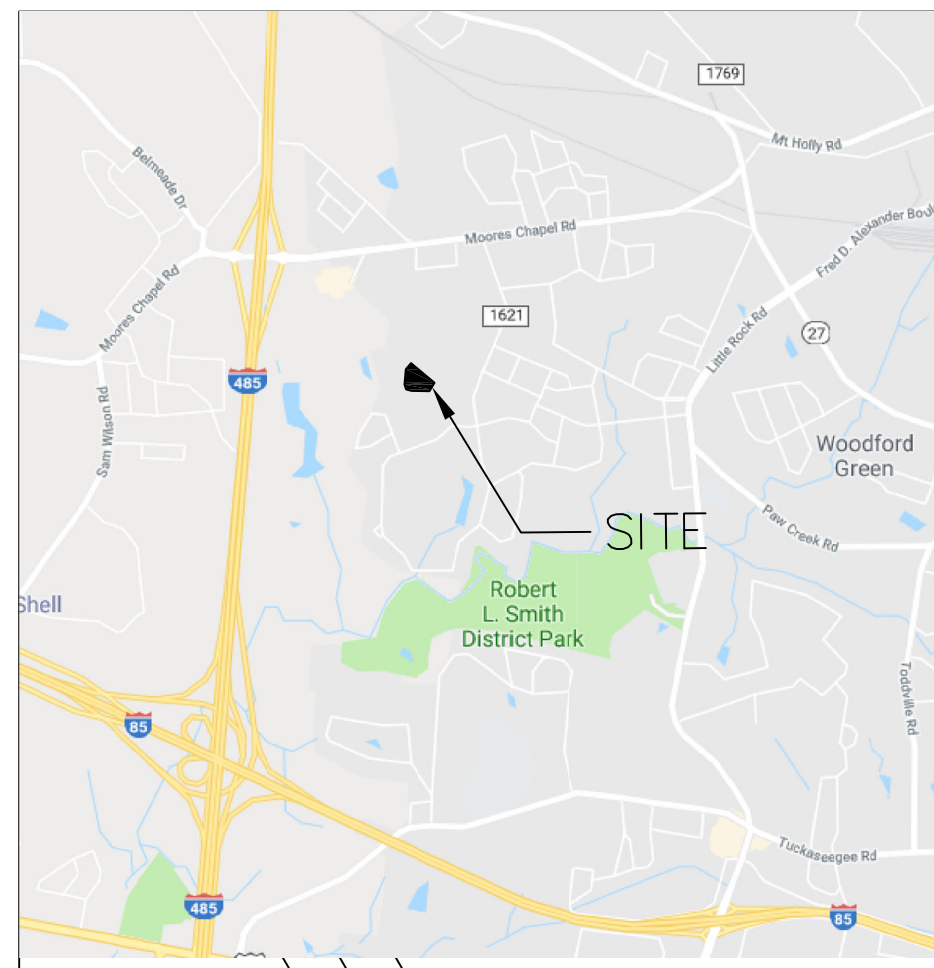 1769
Mt Holly Rd
Belmeade Dr
Fred D. Alexander Boul
Moores Chapel Rd
Moores Chapel Rd
1621
Little Rock Rd
27
485
Sam Wilson Rd
Woodford
Green
SITE
Paw Creek Rd
Shell
Robert
L. Smith
District Park
Toddville Rd
85
Tuckaseegee Rd
485
85